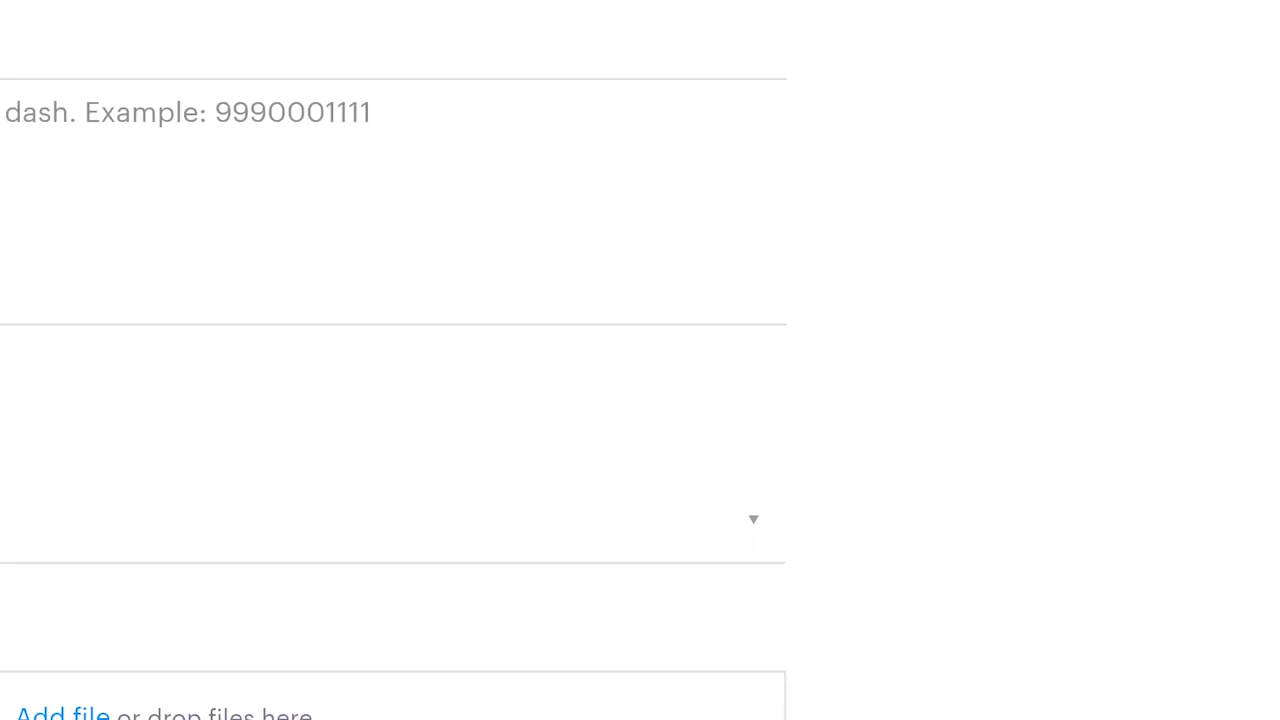 dash. Example: 9990001111
Add file or drop files here